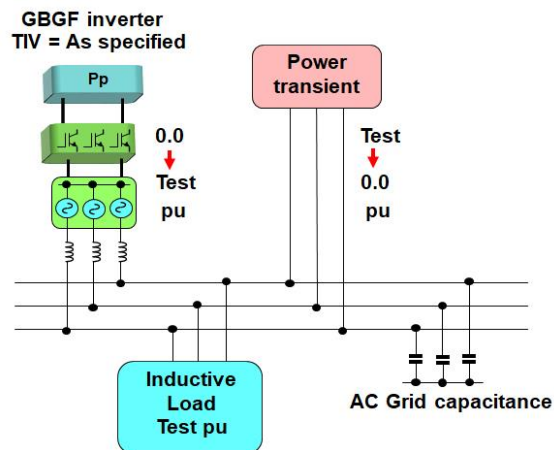 GBGF inverter
TIV = As specified
Pp
0.0
Test
pu
Power
transient
Test
0.0
pu
Inductive
Load
Test pu
AC Grid capacitance